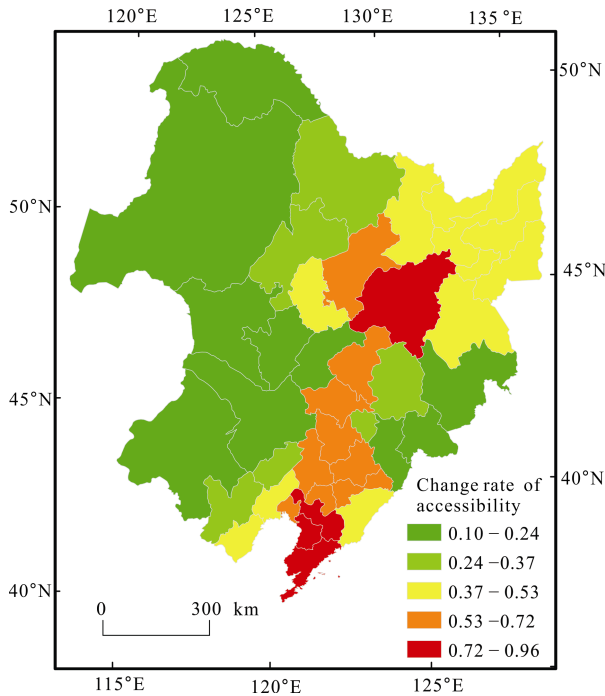 120°E 125°E 130°E 135°E
50°N
50°N
45°N
45°N
40°N
40°N
Change rate of
accessibility
0.10−0.24
0.24−0.37
0.37−0.53
0.53−0.72
0.72−0.96
0 300 km
115°E 120°E 125°E